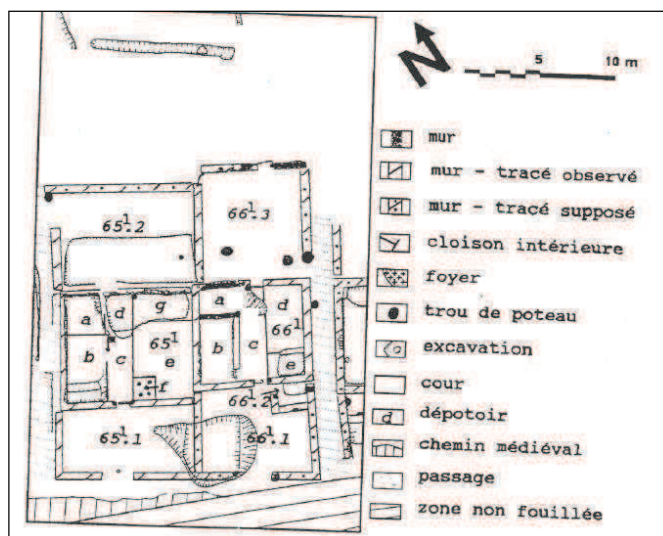 N
5 10 m
mur
mur - tracé observé
mur - tracé supposé
cloison intérieure
foyer
trou de poteau
excavation
cour
d dépotoir
chemin médiéval
passage
zone non fouillée
65¹.2
66¹.3
a d g a d
65¹ 66¹
b c e b c
f e
66.2
65¹.1 66¹.1